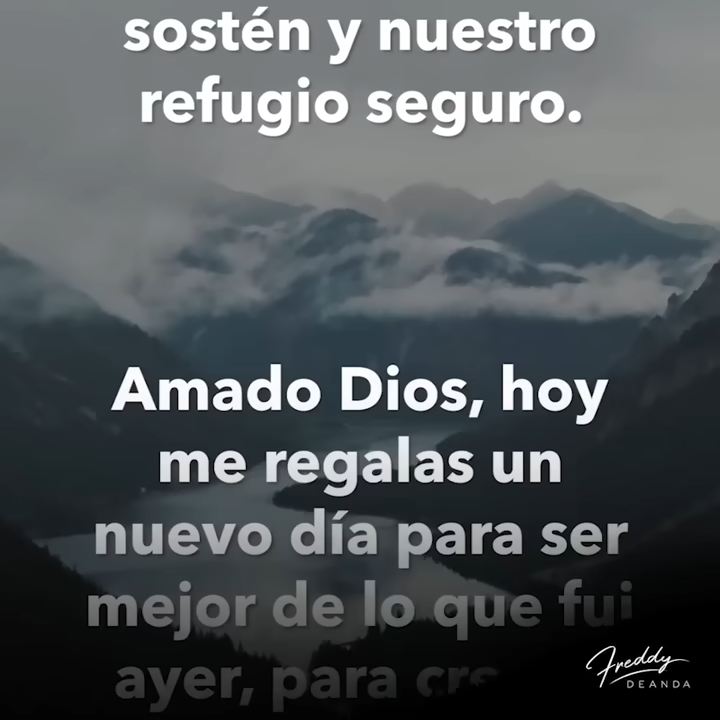 sostén y nuestro
refugio seguro.
Amado Dios, hoy
me regalas un
nuevo día para ser
mejor de lo que fui
ayer, para
Freddy
DEANDA